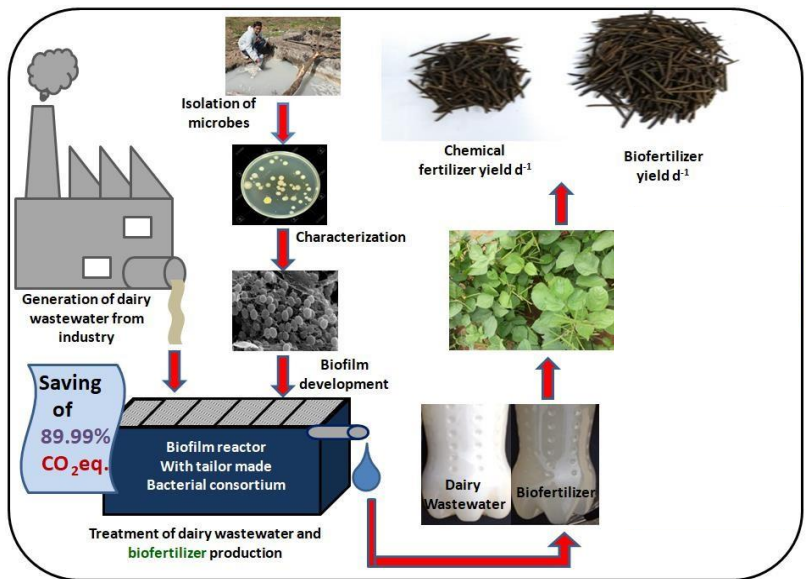 Isolation of
microbes
Characterization
Biofilm
development
Generation of dairy
wastewater from
industry
Saving
of
89.99%
CO₂eq.
Biofilm reactor
With tailor made
Bacterial consortium
Treatment of dairy wastewater and
biofertilizer production
Dairy
Wastewater
Biofertilizer
Chemical
fertilizer yield d⁻¹
Biofertilizer
yield d⁻¹